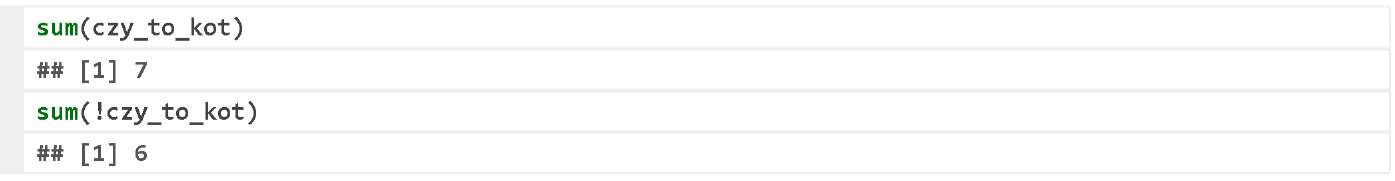 sum(czy_to_kot)
## [1] 7
sum(!czy_to_kot)
## [1] 6